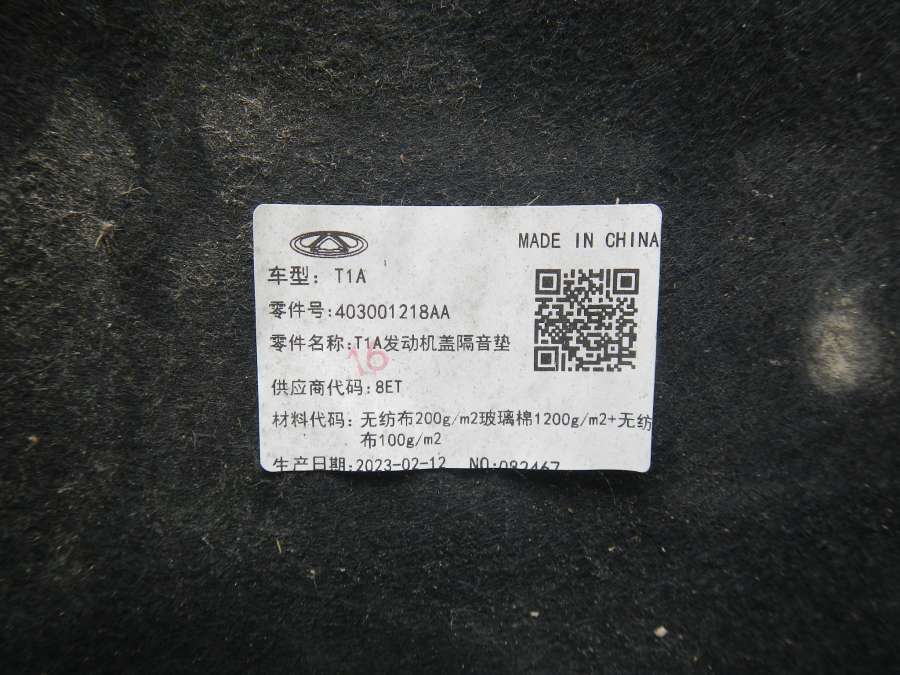 MADE IN CHINA
车型: T1A
零件号:403001218AA
零件名称:T1A发动机盖隔音垫
16
供应商代码:8ET
材料代码: 无纺布200g/m2玻璃棉1200g/m2+无纺
布100g/m2
生产日期:2023-02-12 NO:082467